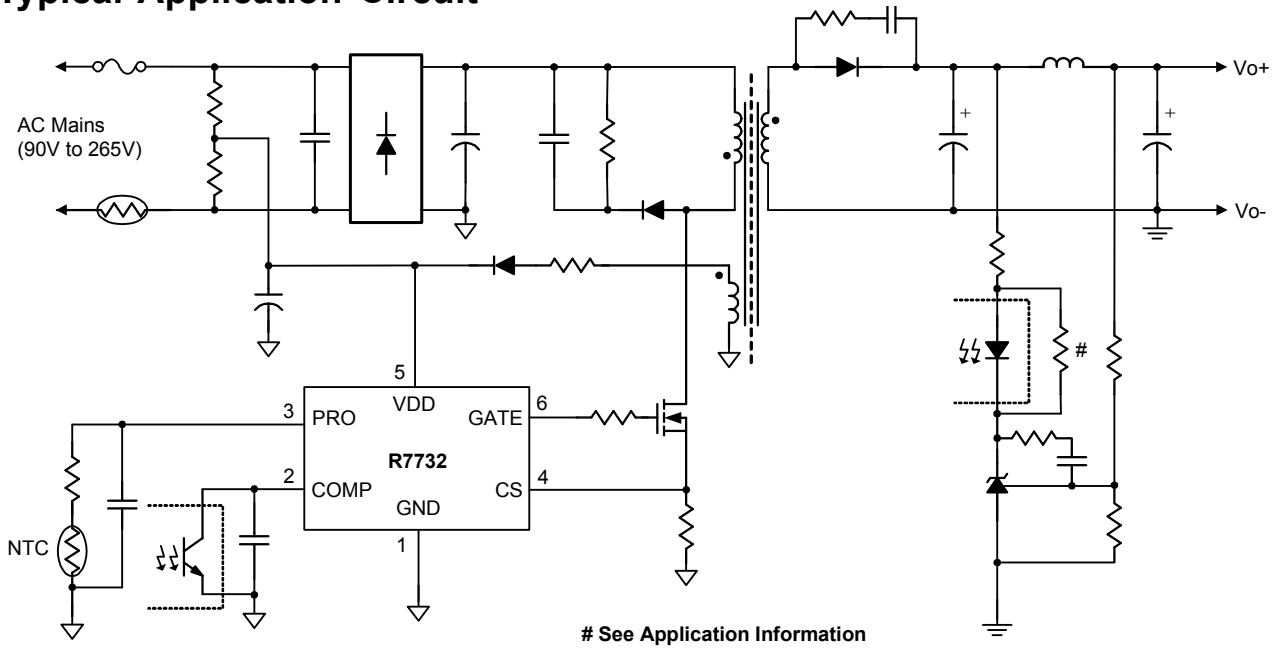 Typical Application Circuit
Vo+
AC Mains
(90V to 265V)
+
+
Vo-
5
VDD
3
PRO
GATE
6
R7732
2
COMP
CS
4
GND
1
NTC
#
# See Application Information